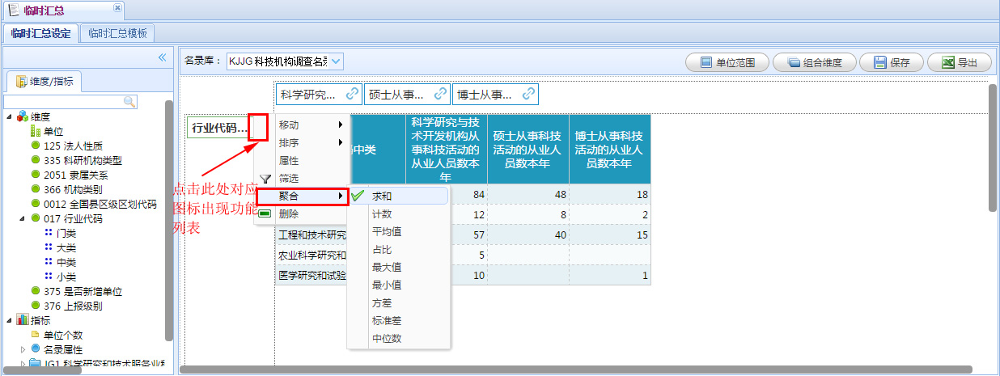 临时汇总
临时汇总设定 临时汇总模板
名录库： KJJG 科技机构调查名录
单位范围 组合维度 保存 导出
维度/指标
维度
单位
125 法人性质
335 科研机构类型
2051 隶属关系
366 机构类别
0012 全国县区级区划代码
017 行业代码
门类
大类
中类
小类
375 是否新增单位
376 上报级别
指标
单位个数
名录属性
JG1 科学研究和技术服务业科
科学研究... 硕士从事... 博士从事...
行业代码...
点击此处对应
图标出现功能
列表
移动
排序
属性
筛选
聚合
删除
求和
计数
平均值
占比
最大值
最小值
方差
标准差
中位数
中类
科学研究与技
术开发机构从
事科技活动的
从业人员数本
年
硕士从事科技
活动的从业人
员数本年
博士从事科技
活动的从业人
员数本年
84 48 18
12 8 2
工程和技术研究 57 40 15
农业科学研究和 5
医学研究和试验 10 1